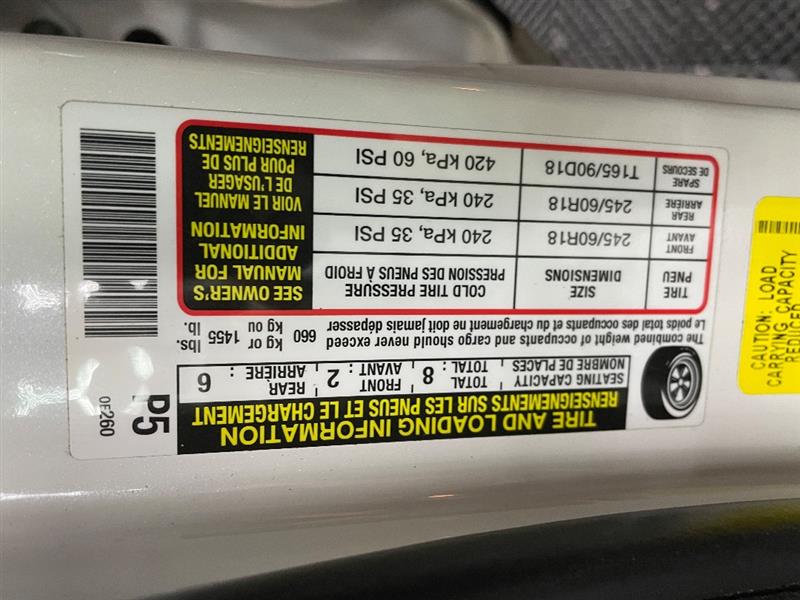 TIRE AND LOADING INFORMATION
RENSEIGNEMENTS SUR LES PNEUS ET LE CHARGEMENT
SEATING CAPACITY TOTAL : 8 FRONT : 2 REAR : 6
NOMBRE DE PLACES TOTAL AVANT ARRIÈRE
The combined weight of occupants and cargo should never exceed 660 kg or 1455 lbs.
Le poids total des occupants et du chargement ne doit jamais dépasser kg ou lb.
TIRE SIZE COLD TIRE PRESSURE
PNEU DIMENSIONS PRESSION DES PNEUS À FROID
FRONT 245/60R18 240 kPa, 35 PSI
AVANT
REAR 245/60R18 240 kPa, 35 PSI
ARRIÈRE
SPARE T165/90D18 420 kPa, 60 PSI
DE SECOURS
SEE OWNER'S
MANUAL FOR
ADDITIONAL
INFORMATION
VOIR LE MANUEL
DE L'USAGER
POUR PLUS DE
RENSEIGNEMENTS
P5
0F260
CAUTION: LOAD
CARRYING CAPACITY
REDUCED